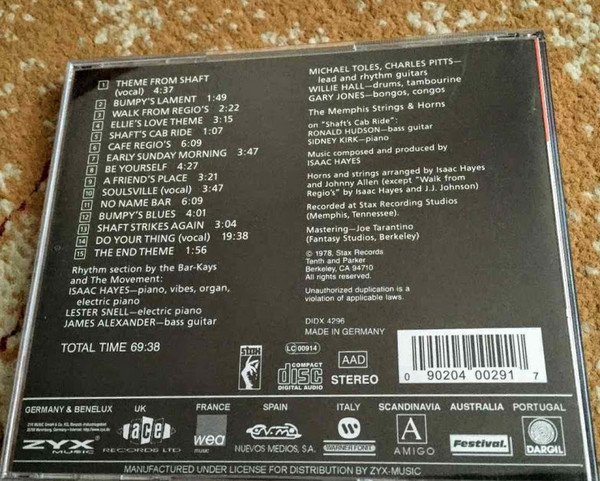 1 THEME FROM SHAFT
(vocal) 4:37
2 BUMPY'S LAMENT 1:49
3 WALK FROM REGIO'S 2:22
4 ELLIE'S LOVE THEME 3:15
5 SHAFT'S CAB RIDE 1:07
6 CAFE REGIO'S 6:09
7 EARLY SUNDAY MORNING 3:47
8 BE YOURSELF 4:27
9 A FRIEND'S PLACE 3:21
10 SOULSVILLE (vocal) 3:47
11 NO NAME BAR 6:09
12 BUMPY'S BLUES 4:01
13 SHAFT STRIKES AGAIN 3:04
14 DO YOUR THING (vocal) 19:38
15 THE END THEME 1:56
Rhythm section by the Bar-Kays
and The Movement:
ISAAC HAYES—piano, vibes, organ,
electric piano
LESTER SNELL—electric piano
JAMES ALEXANDER—bass guitar
TOTAL TIME 69:38
MICHAEL TOLES, CHARLES PITTS—
lead and rhythm guitars
WILLIE HALL—drums, tambourine
GARY JONES—bongos, congos
The Memphis Strings & Horns
on "Shaft's Cab Ride":
RONALD HUDSON—bass guitar
SIDNEY KIRK—piano
Music composed and produced by
ISAAC HAYES
Horns and strings arranged by Isaac Hayes
and Johnny Allen (except "Walk from
Regio's" by Isaac Hayes and J.J. Johnson)
Recorded at Stax Recording Studios
(Memphis, Tennessee).
Mastering—Joe Tarantino
(Fantasy Studios, Berkeley)
© 1978, Stax Records
Tenth and Parker
Berkeley, CA 94710
All rights reserved.
Unauthorized duplication is a
violation of applicable laws.
DIDX 4296
MADE IN GERMANY
STAX
LC 00914
COMPACT
disc
DIGITAL AUDIO
AAD
STEREO
0 90204 00291 7
GERMANY & BENELUX UK FRANCE SPAIN ITALY SCANDINAVIA AUSTRALIA PORTUGAL
ZYX
MUSIC
ace
RECORDS LTD
wea
music
NUEVOS MEDIOS, S.A.
WARNER FONIT
A
AMIGO
Festival.
DARGIL
MANUFACTURED UNDER LICENSE FOR DISTRIBUTION BY ZYX-MUSIC